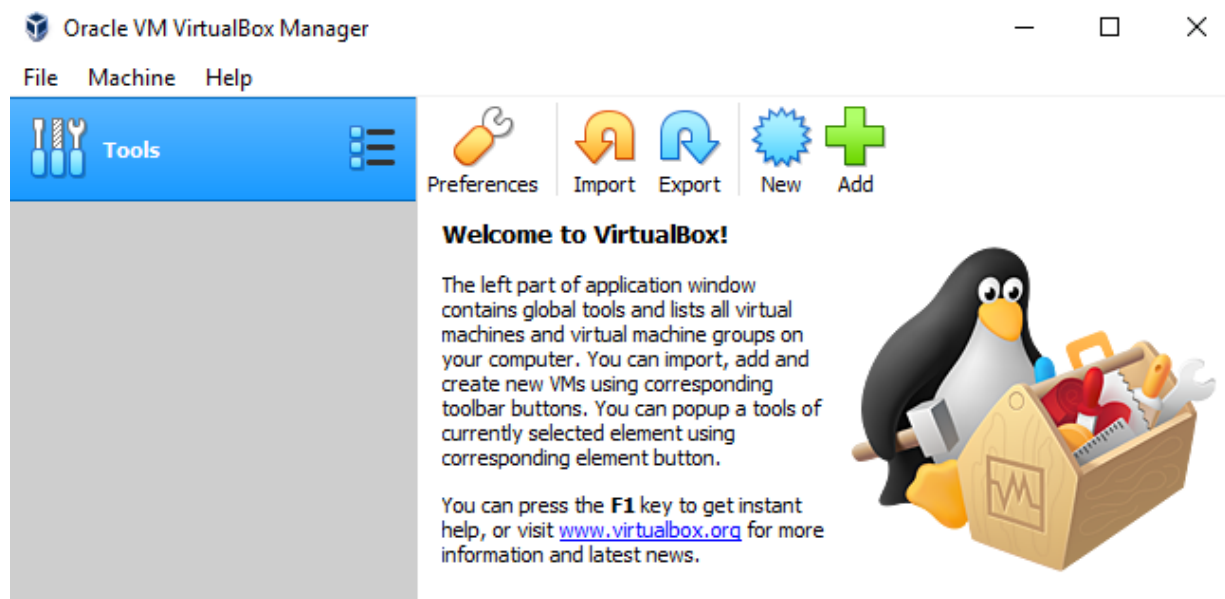 Oracle VM VirtualBox Manager
File Machine Help
Tools
Preferences Import Export New Add
Welcome to VirtualBox!
The left part of application window
contains global tools and lists all virtual
machines and virtual machine groups on
your computer. You can import, add and
create new VMs using corresponding
toolbar buttons. You can popup a tools of
currently selected element using
corresponding element button.
You can press the F1 key to get instant
help, or visit www.virtualbox.org for more
information and latest news.